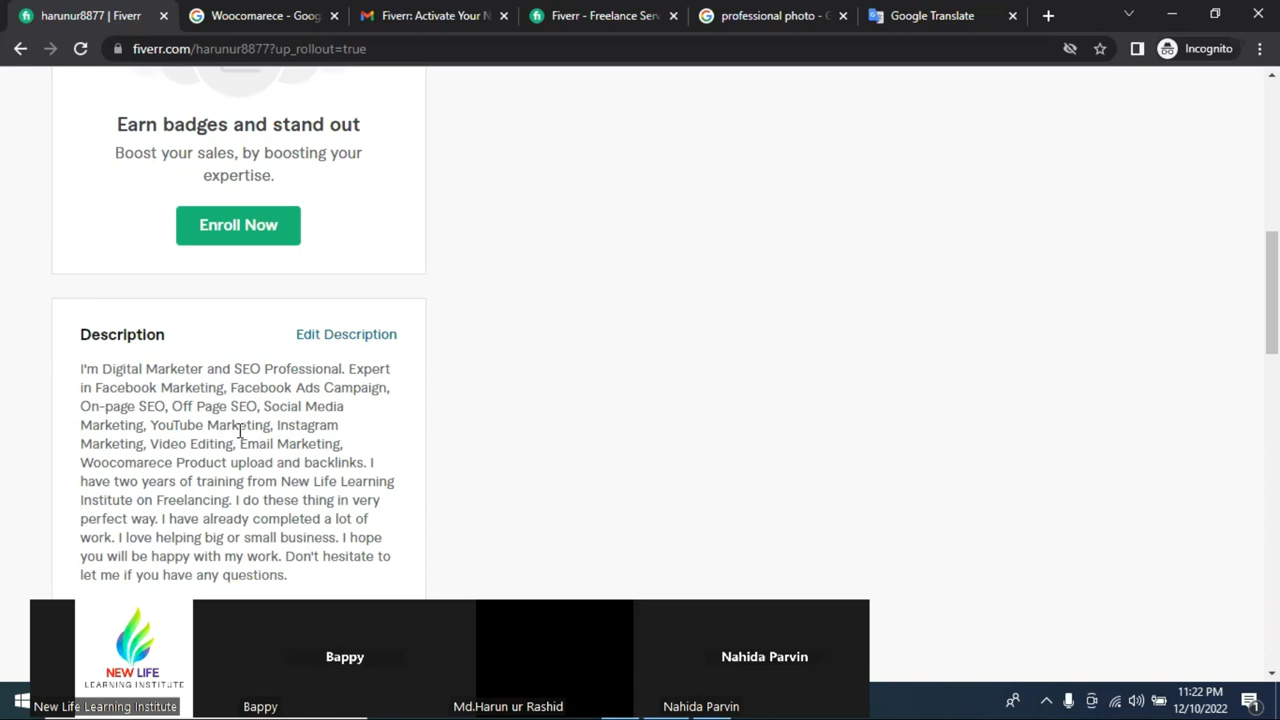 harunur8877 | Fiverr
Woocomarece - Goog
Fiverr: Activate Your N
Fiverr - Freelance Serv
professional photo - G
Google Translate
fiverr.com/harunur8877?up_rollout=true
Incognito
Earn badges and stand out
Boost your sales, by boosting your
expertise.
Enroll Now
Description
Edit Description
I'm Digital Marketer and SEO Professional. Expert
in Facebook Marketing, Facebook Ads Campaign,
On-page SEO, Off Page SEO, Social Media
Marketing, YouTube Marketing, Instagram
Marketing, Video Editing, Email Marketing,
Woocomarece Product upload and backlinks. I
have two years of training from New Life Learning
Institute on Freelancing. I do these thing in very
perfect way. I have already completed a lot of
work. I love helping big or small business. I hope
you will be happy with my work. Don't hesitate to
let me if you have any questions.
NEW LIFE
LEARNING INSTITUTE
Bappy
Nahida Parvin
New Life Learning Institute
Bappy
Md.Harun ur Rashid
Nahida Parvin
11:22 PM
12/10/2022
1